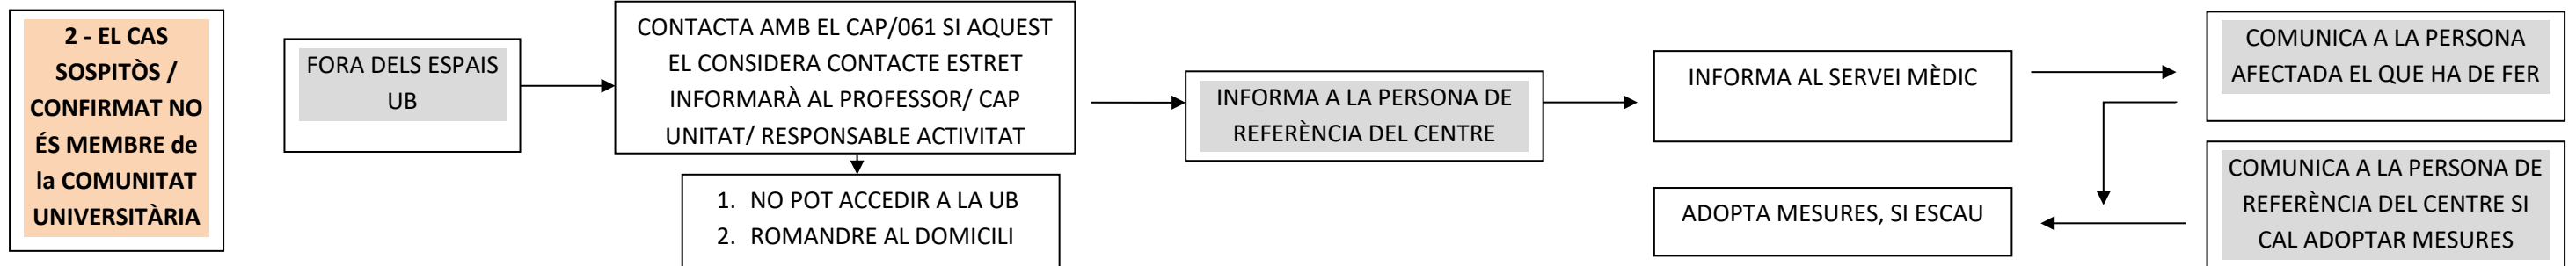 2 - EL CAS
SOSPITÒS /
CONFIRMAT NO
ÉS MEMBRE de
la COMUNITAT
UNIVERSITÀRIA
FORA DELS ESPAIS
UB
CONTACTA AMB EL CAP/061 SI AQUEST
EL CONSIDERA CONTACTE ESTRET
INFORMARÀ AL PROFESSOR/ CAP
UNITAT/ RESPONSABLE ACTIVITAT
1. NO POT ACCEDIR A LA UB
2. ROMANDRE AL DOMICILI
INFORMA A LA PERSONA DE
REFERÈNCIA DEL CENTRE
INFORMA AL SERVEI MÈDIC
COMUNICA A LA PERSONA
AFECTADA EL QUE HA DE FER
COMUNICA A LA PERSONA DE
REFERÈNCIA DEL CENTRE SI
CAL ADOPTAR MESURES
ADOPTA MESURES, SI ESCAU